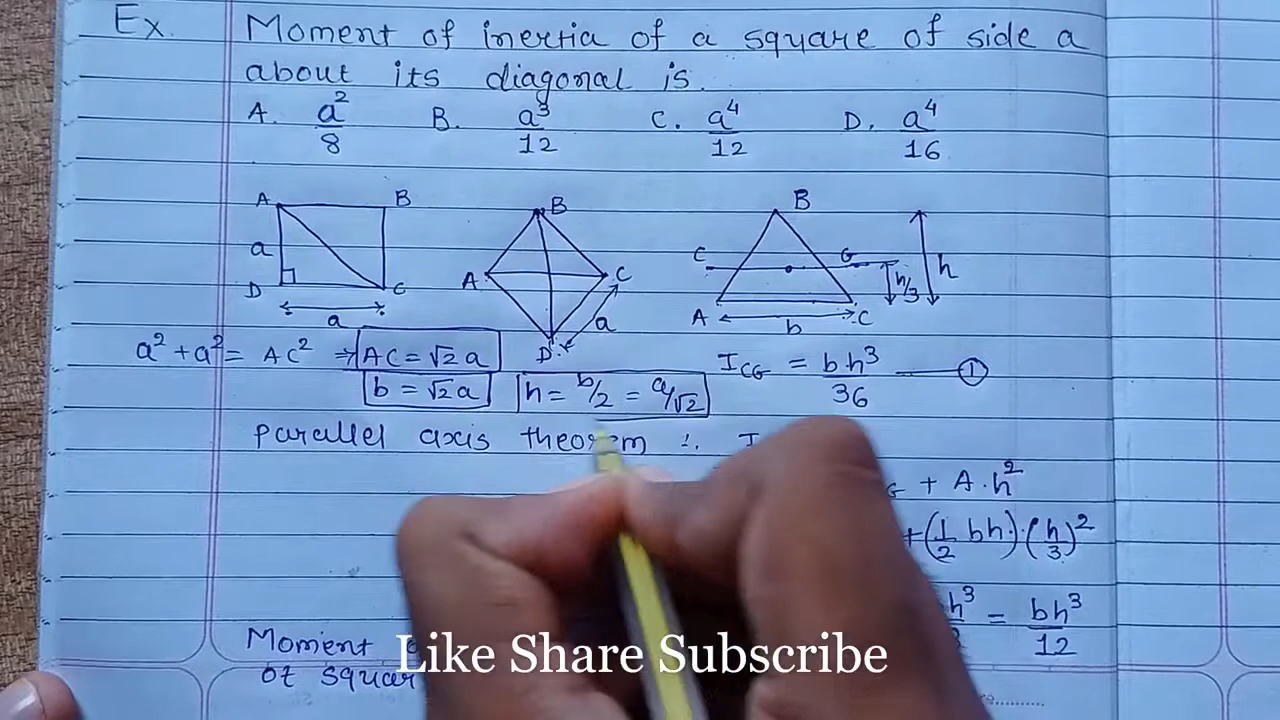 Ex. Moment of inertia of a square of side a
about its diagonal is.
A. a²/8 B. a³/12 C. a⁴/12 D. a⁴/16
A B
a
D C
a
B
A C
a
D
B
C G
h/3 h
A b C
a² + a² = AC² ⇒ AC = √2 a
b = √2 a h = b/2 = a/√2
I_CG = bh³/36 ①
parallel axis theorem ∴ I
+ A.h²
+(1/2 bh).(h/3)²
h³ = bh³/12
Moment
of squar
Like Share Subscribe